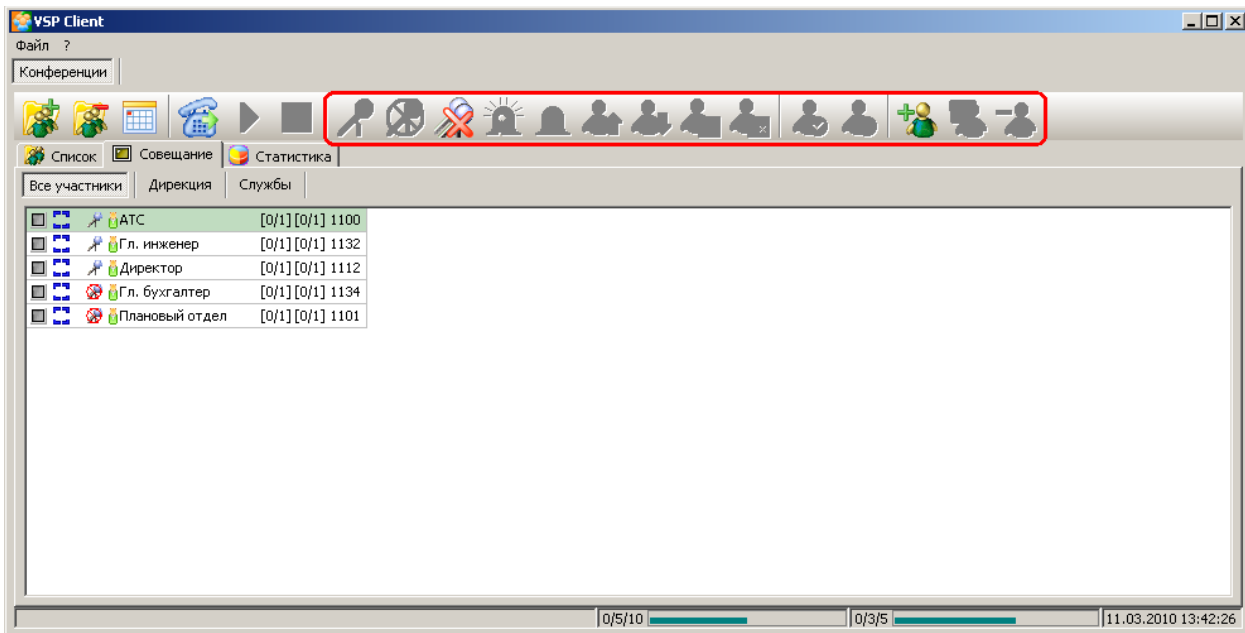 VSP Client
Файл ?
Конференции
Список Совещание Статистика
Все участники Дирекция Службы
АТС [0/1] [0/1] 1100
Гл. инженер [0/1] [0/1] 1132
Директор [0/1] [0/1] 1112
Гл. бухгалтер [0/1] [0/1] 1134
Плановый отдел [0/1] [0/1] 1101
0/5/10 0/3/5 11.03.2010 13:42:26